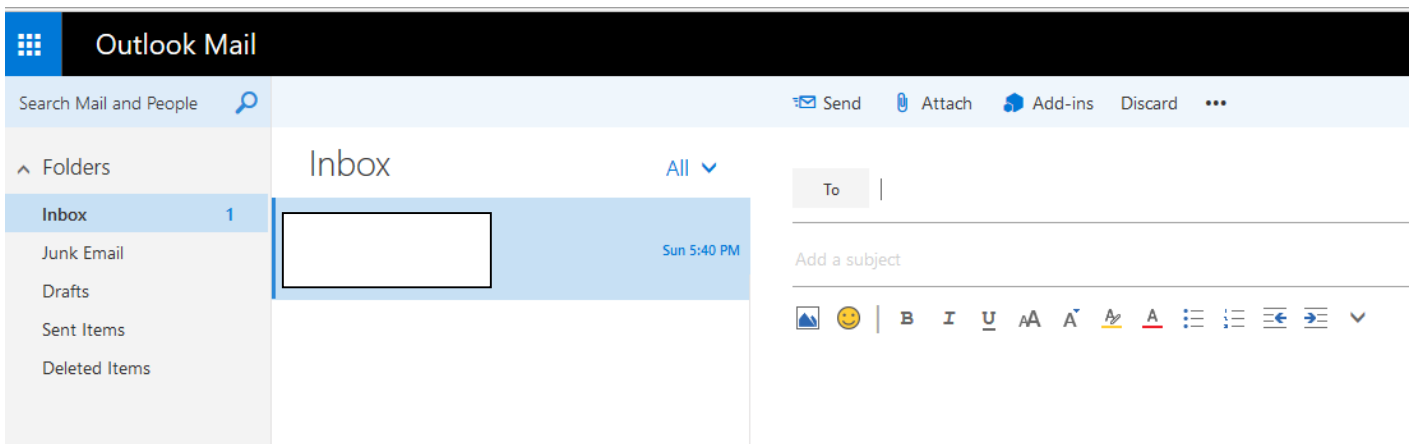 Outlook Mail
Search Mail and People
Send Attach Add-ins Discard •••
Folders
Inbox 1
Junk Email
Drafts
Sent Items
Deleted Items
Inbox All
Sun 5:40 PM
To
Add a subject
B I U AA A A A